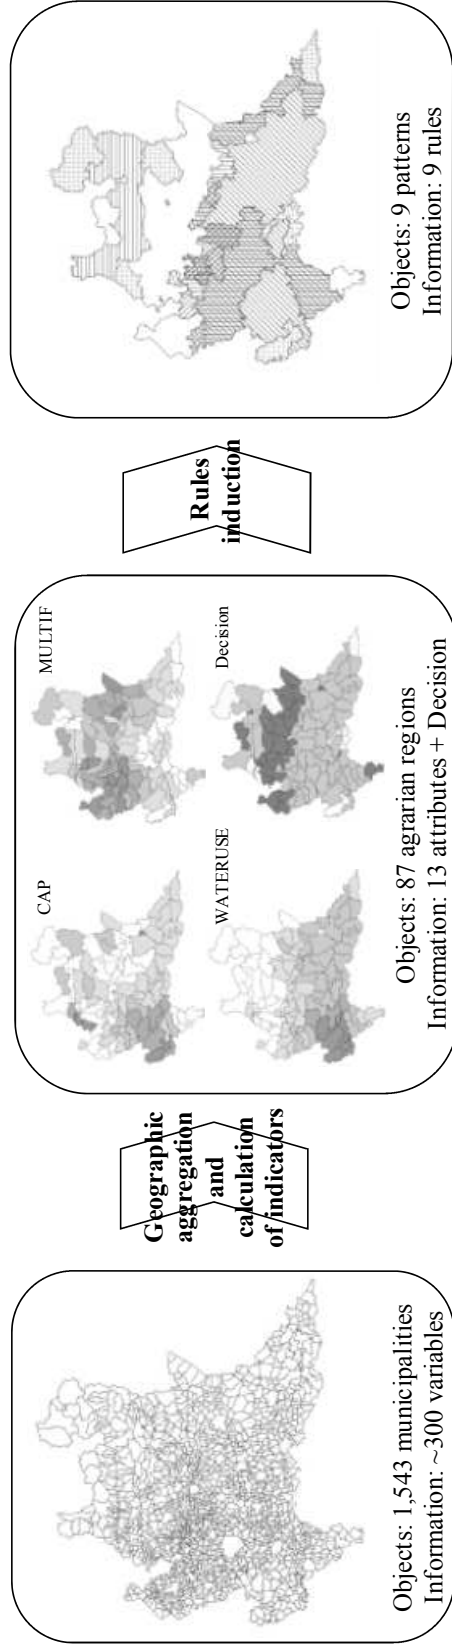 Objects: 1,543 municipalities
Information: ~300 variables
Geographic
aggregation
and
calculation
of indicators
CAP
MULTIF
WATERUSE
Decision
Objects: 87 agrarian regions
Information: 13 attributes + Decision
Rules
induction
Objects: 9 patterns
Information: 9 rules